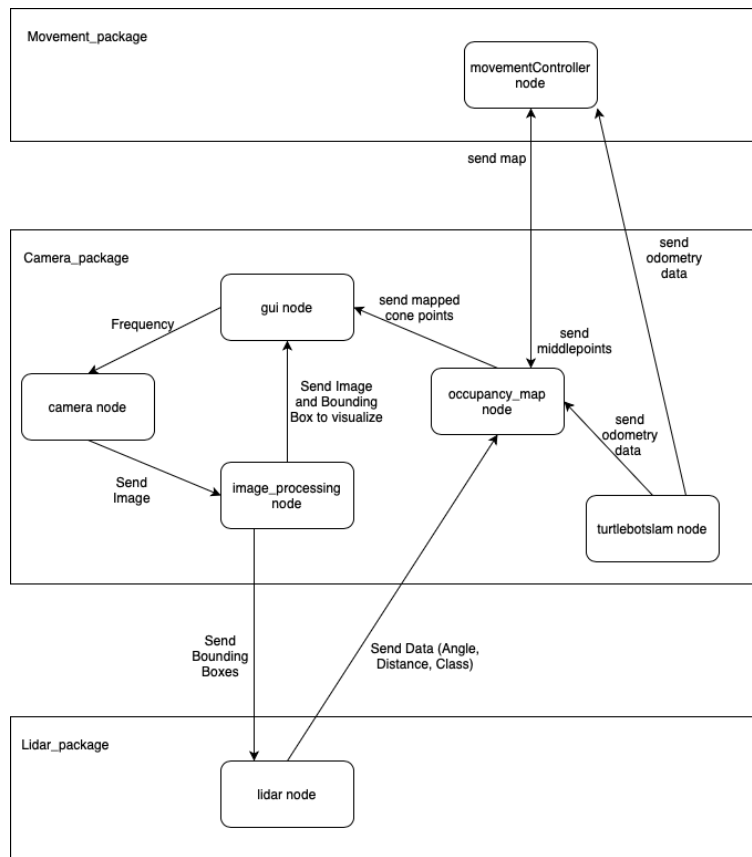 Movement_package
movementController
node
send map
send
odometry
data
Camera_package
gui node
send mapped
cone points
Frequency
send
middlepoints
camera node
Send Image
and Bounding
Box to visualize
occupancy_map
node
send
odometry
data
Send
Image
image_processing
node
turtlebotslam node
Send
Bounding
Boxes
Send Data (Angle,
Distance, Class)
Lidar_package
lidar node